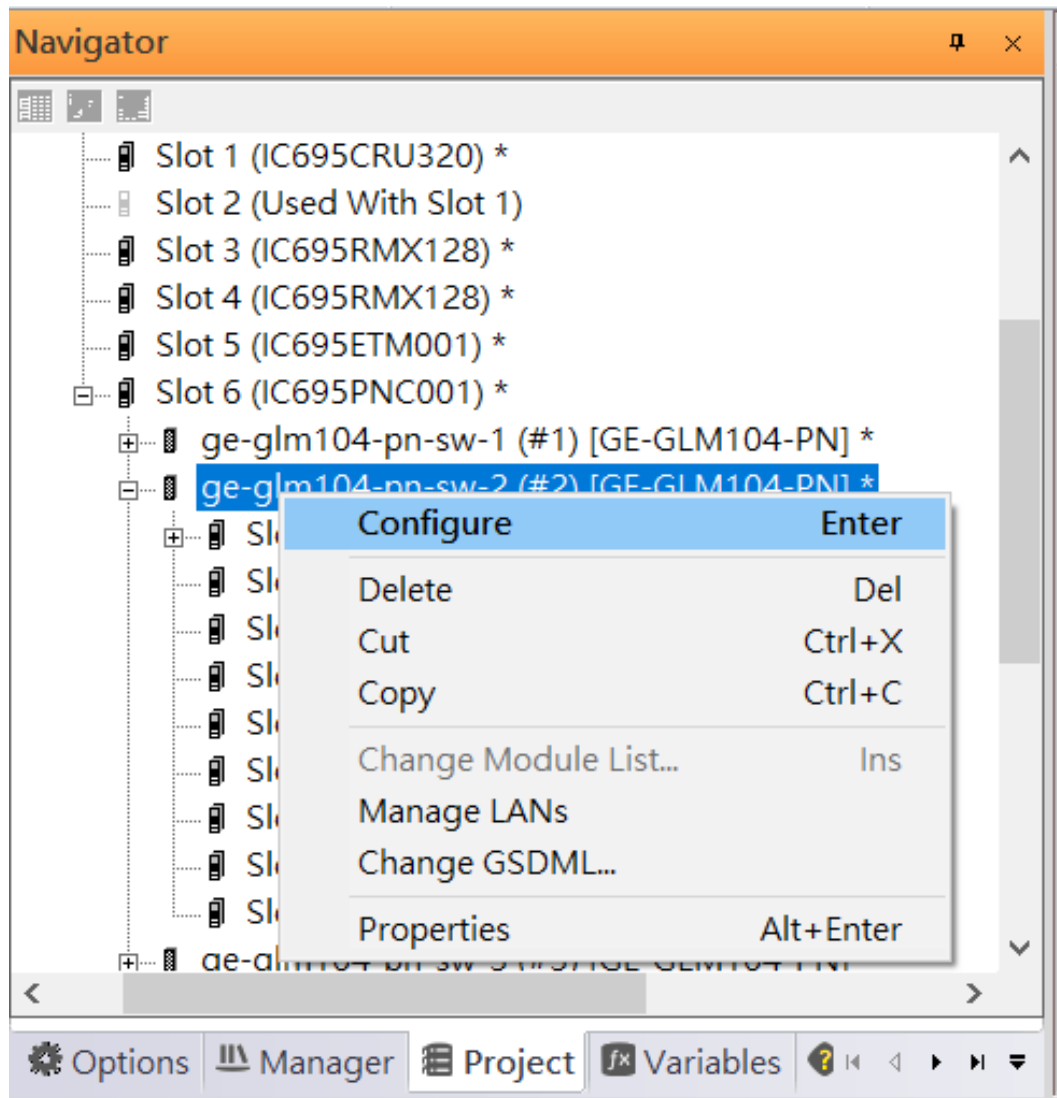 Navigator
Slot 1 (IC695CRU320) *
Slot 2 (Used With Slot 1)
Slot 3 (IC695RMX128) *
Slot 4 (IC695RMX128) *
Slot 5 (IC695ETM001) *
Slot 6 (IC695PNC001) *
ge-glm104-pn-sw-1 (#1) [GE-GLM104-PN] *
ge-glm104-pn-sw-2 (#2) [GE-GLM104-PN] *
Configure Enter
Delete Del
Cut Ctrl+X
Copy Ctrl+C
Change Module List... Ins
Manage LANs
Change GSDML...
Properties Alt+Enter
Options Manager Project Variables